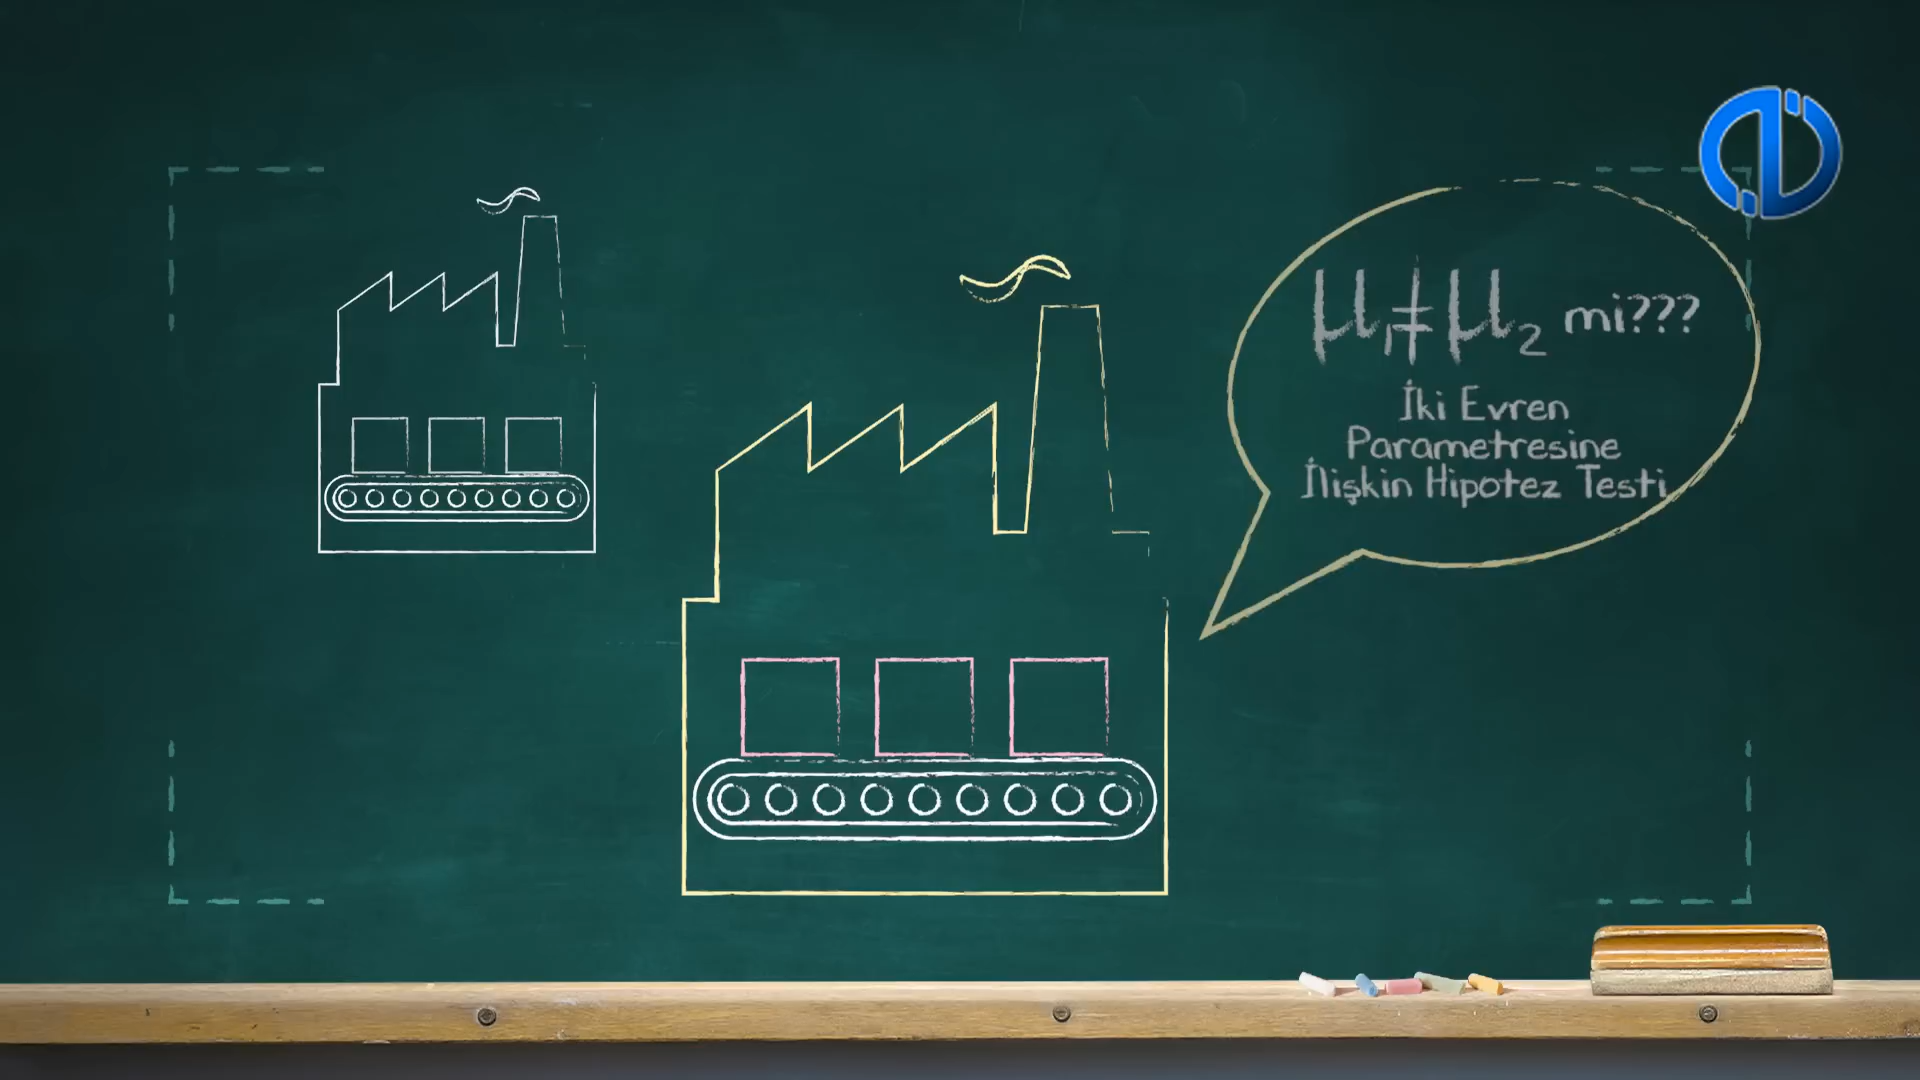 μ₁≠μ₂ mi???
İki Evren
Parametresine
İlişkin Hipotez Testi